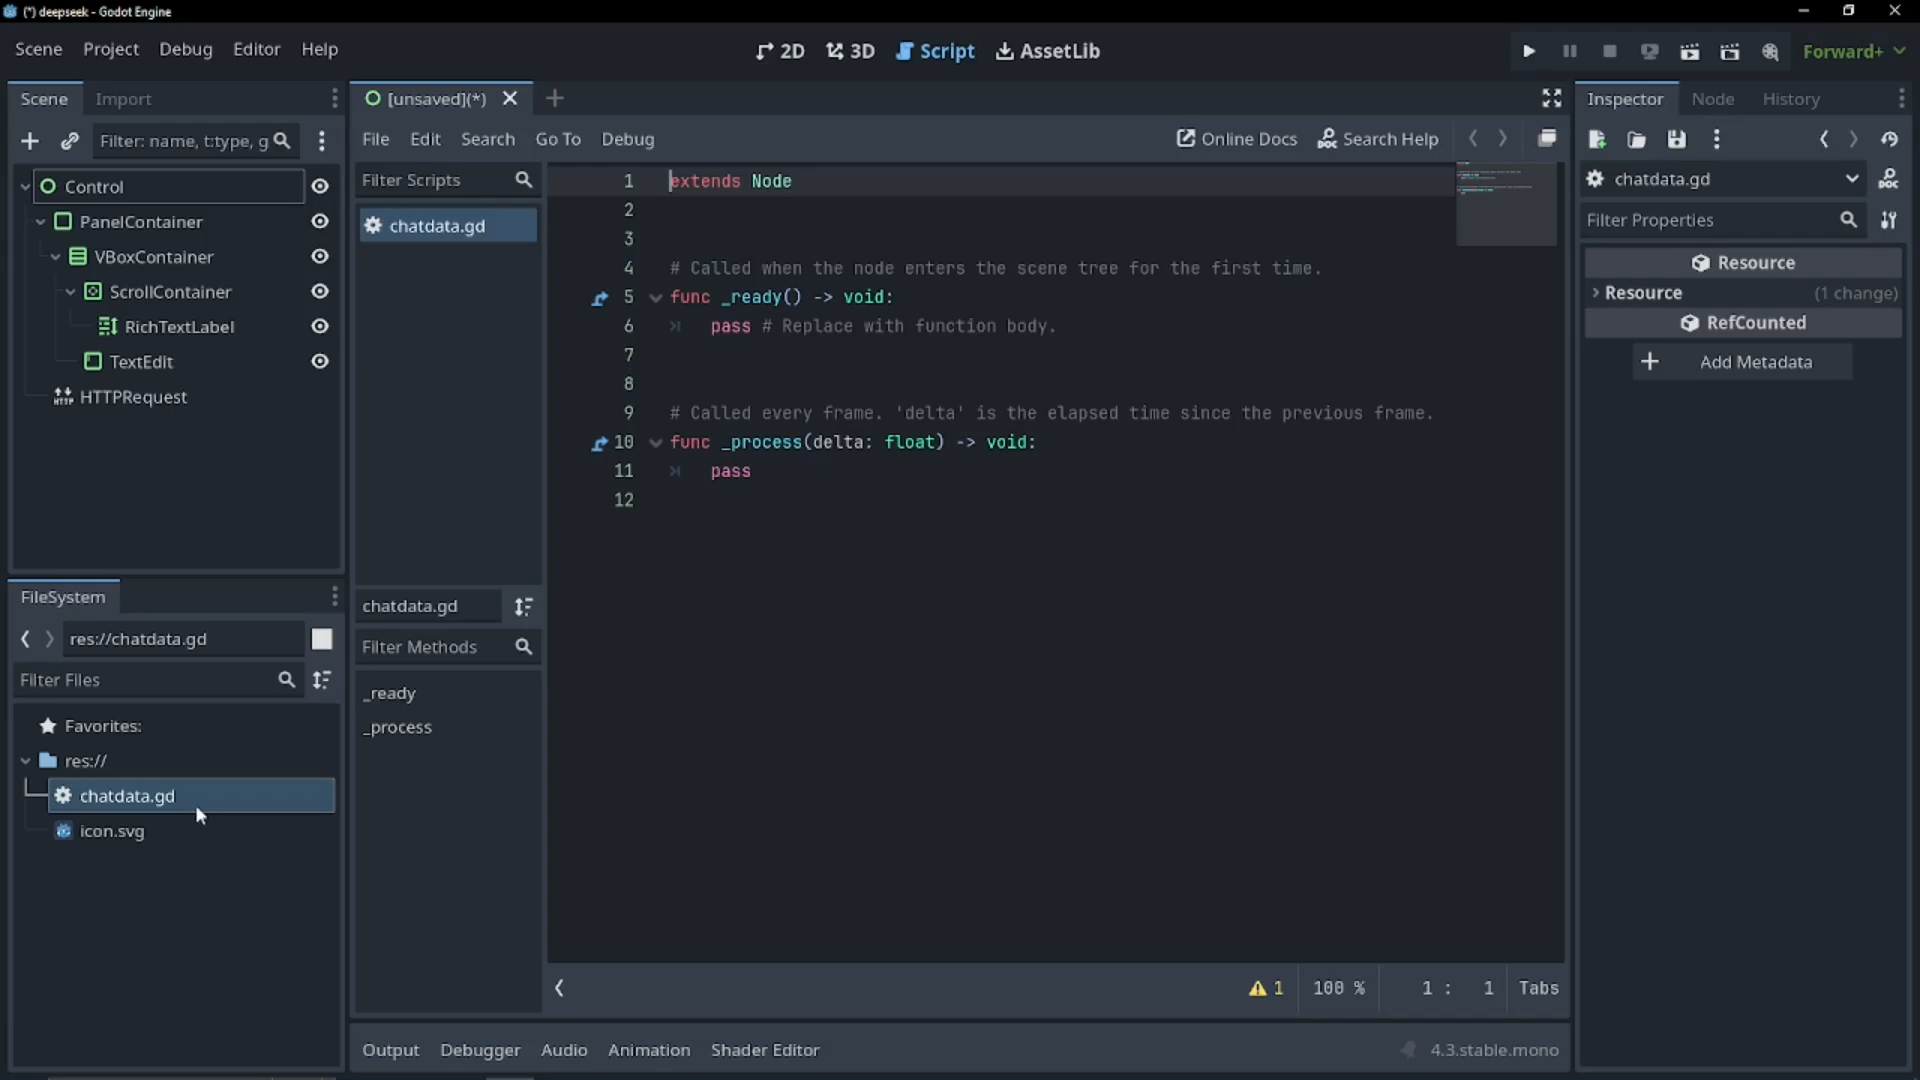 (*) deepseek - Godot Engine
Scene Project Debug Editor Help
2D 3D Script AssetLib
Forward+
Scene Import
Filter: name, t:type, g
Control
PanelContainer
VBoxContainer
ScrollContainer
RichTextLabel
TextEdit
HTTP HTTPRequest
FileSystem
res://chatdata.gd
Filter Files
Favorites:
res://
chatdata.gd
icon.svg
[unsaved](*)
File Edit Search Go To Debug
Online Docs Search Help
Filter Scripts
chatdata.gd
chatdata.gd
Filter Methods
_ready
_process
1 extends Node
2
3
4 # Called when the node enters the scene tree for the first time.
5 func _ready() -> void:
6 pass # Replace with function body.
7
8
9 # Called every frame. 'delta' is the elapsed time since the previous frame.
10 func _process(delta: float) -> void:
11 pass
12
1 100 % 1 : 1 Tabs
Output Debugger Audio Animation Shader Editor
4.3.stable.mono
Inspector Node History
chatdata.gd
Filter Properties
Resource
Resource (1 change)
RefCounted
Add Metadata